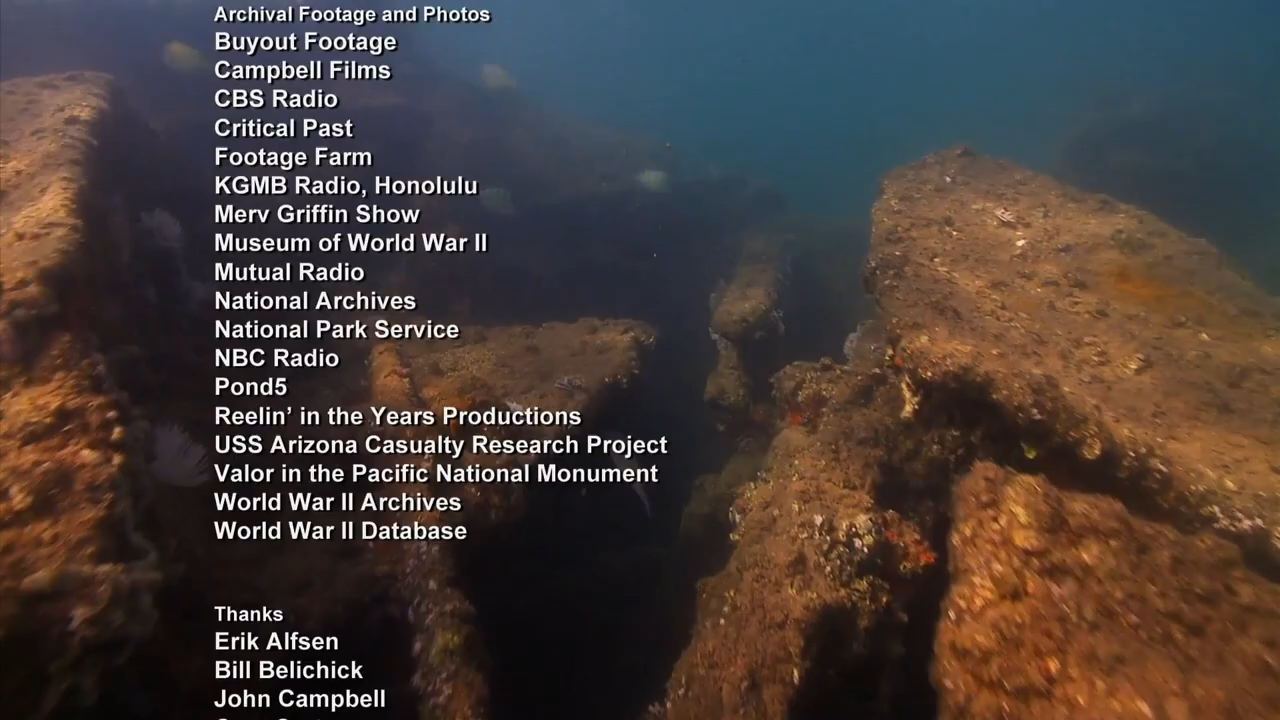 Archival Footage and Photos
Buyout Footage
Campbell Films
CBS Radio
Critical Past
Footage Farm
KGMB Radio, Honolulu
Merv Griffin Show
Museum of World War II
Mutual Radio
National Archives
National Park Service
NBC Radio
Pond5
Reelin’ in the Years Productions
USS Arizona Casualty Research Project
Valor in the Pacific National Monument
World War II Archives
World War II Database
Thanks
Erik Alfsen
Bill Belichick
John Campbell